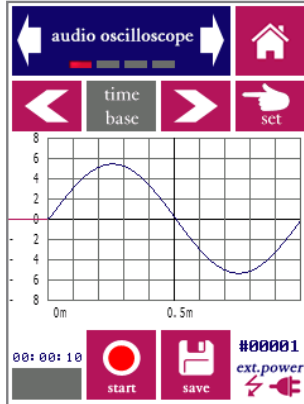 audio oscilloscope
time
base
set
8
6
4
2
0
- 2
- 4
- 6
- 8
0m 0.5m
00:00:10
start
save
#00001
ext.power